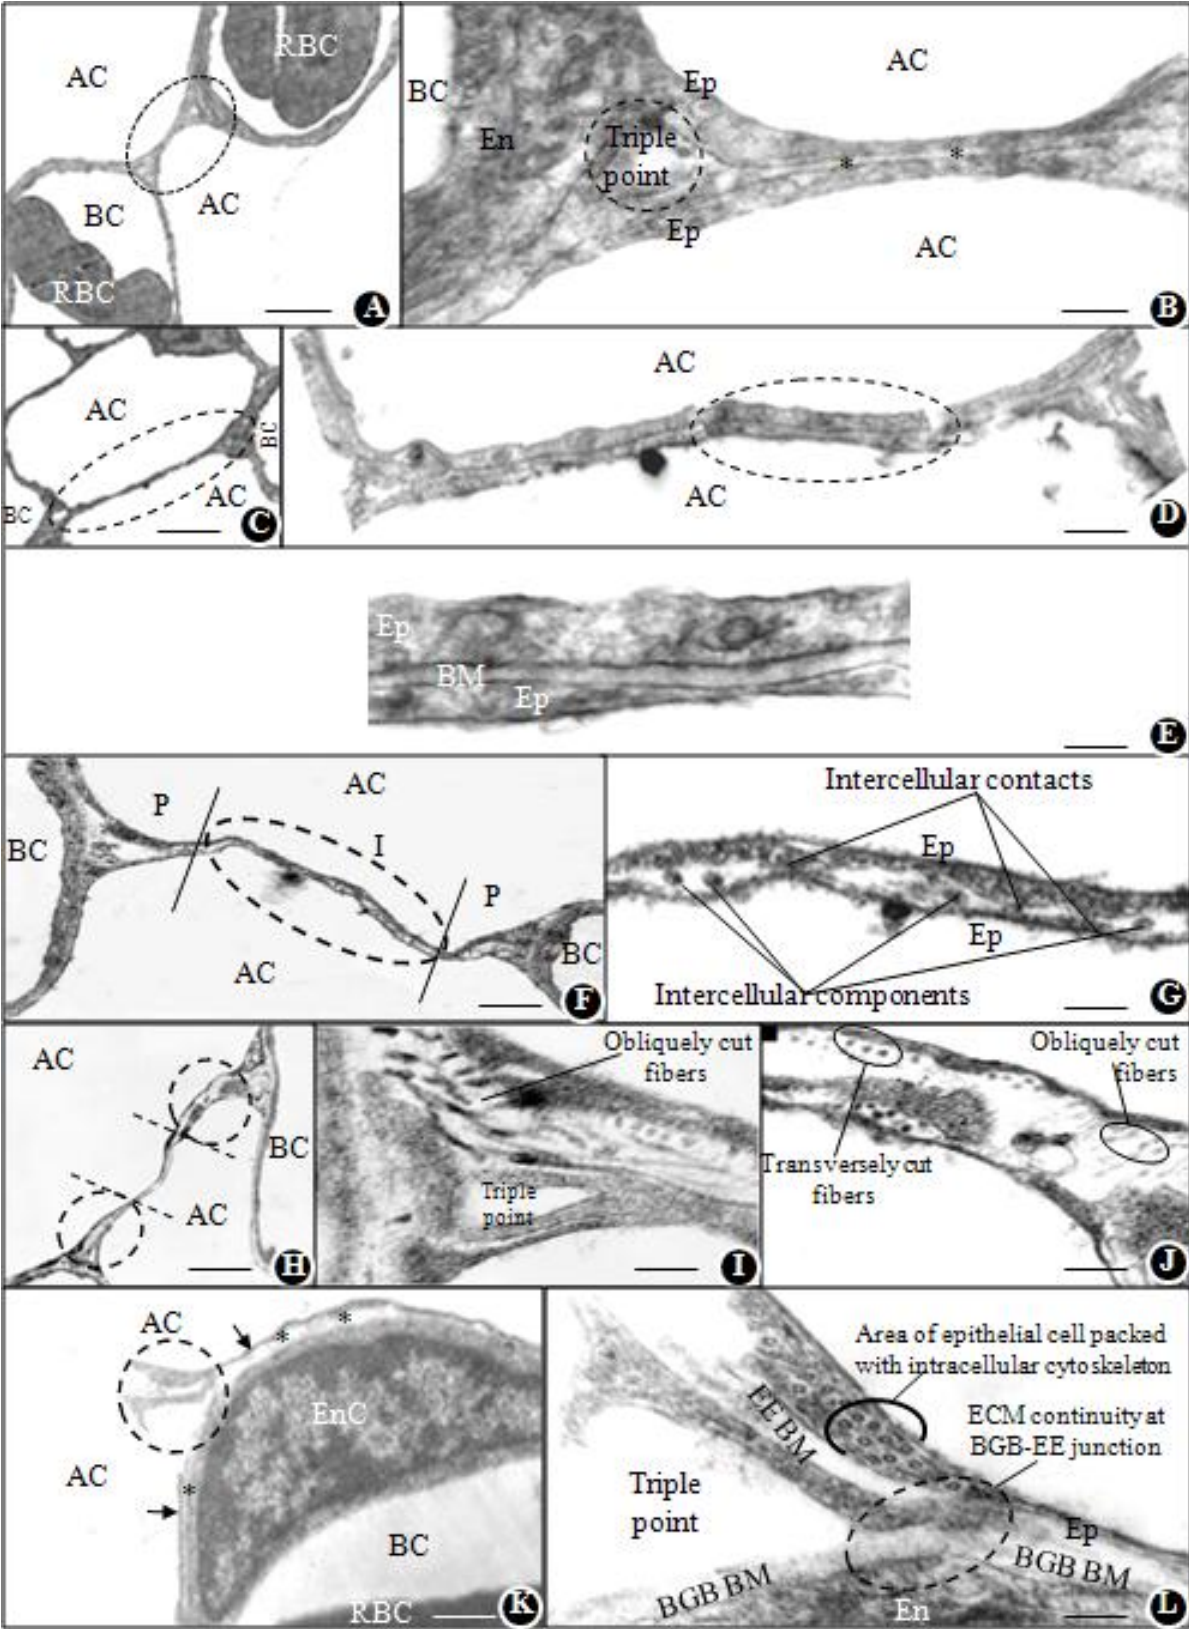 RBC
AC
AC
BC
RBC
A
AC
BC
Ep
En
Triple
point
*
*
Ep
AC
B
AC
BC
AC
BC
C
AC
AC
D
Ep
BM
Ep
E
AC
P
I
BC
P
AC
BC
F
Intercellular contacts
Ep
Ep
Intercellular components
G
AC
BC
AC
H
Obliquely cut
fibers
Triple
point
I
Obliquely cut
fibers
Transversely cut
fibers
J
AC
*
*
EnC
AC
*
BC
RBC
K
Area of epithelial cell packed
with intracellular cytoskeleton
EE BM
ECM continuity at
BGB-EE junction
Triple
point
Ep
BGB BM
BGB BM
En
L